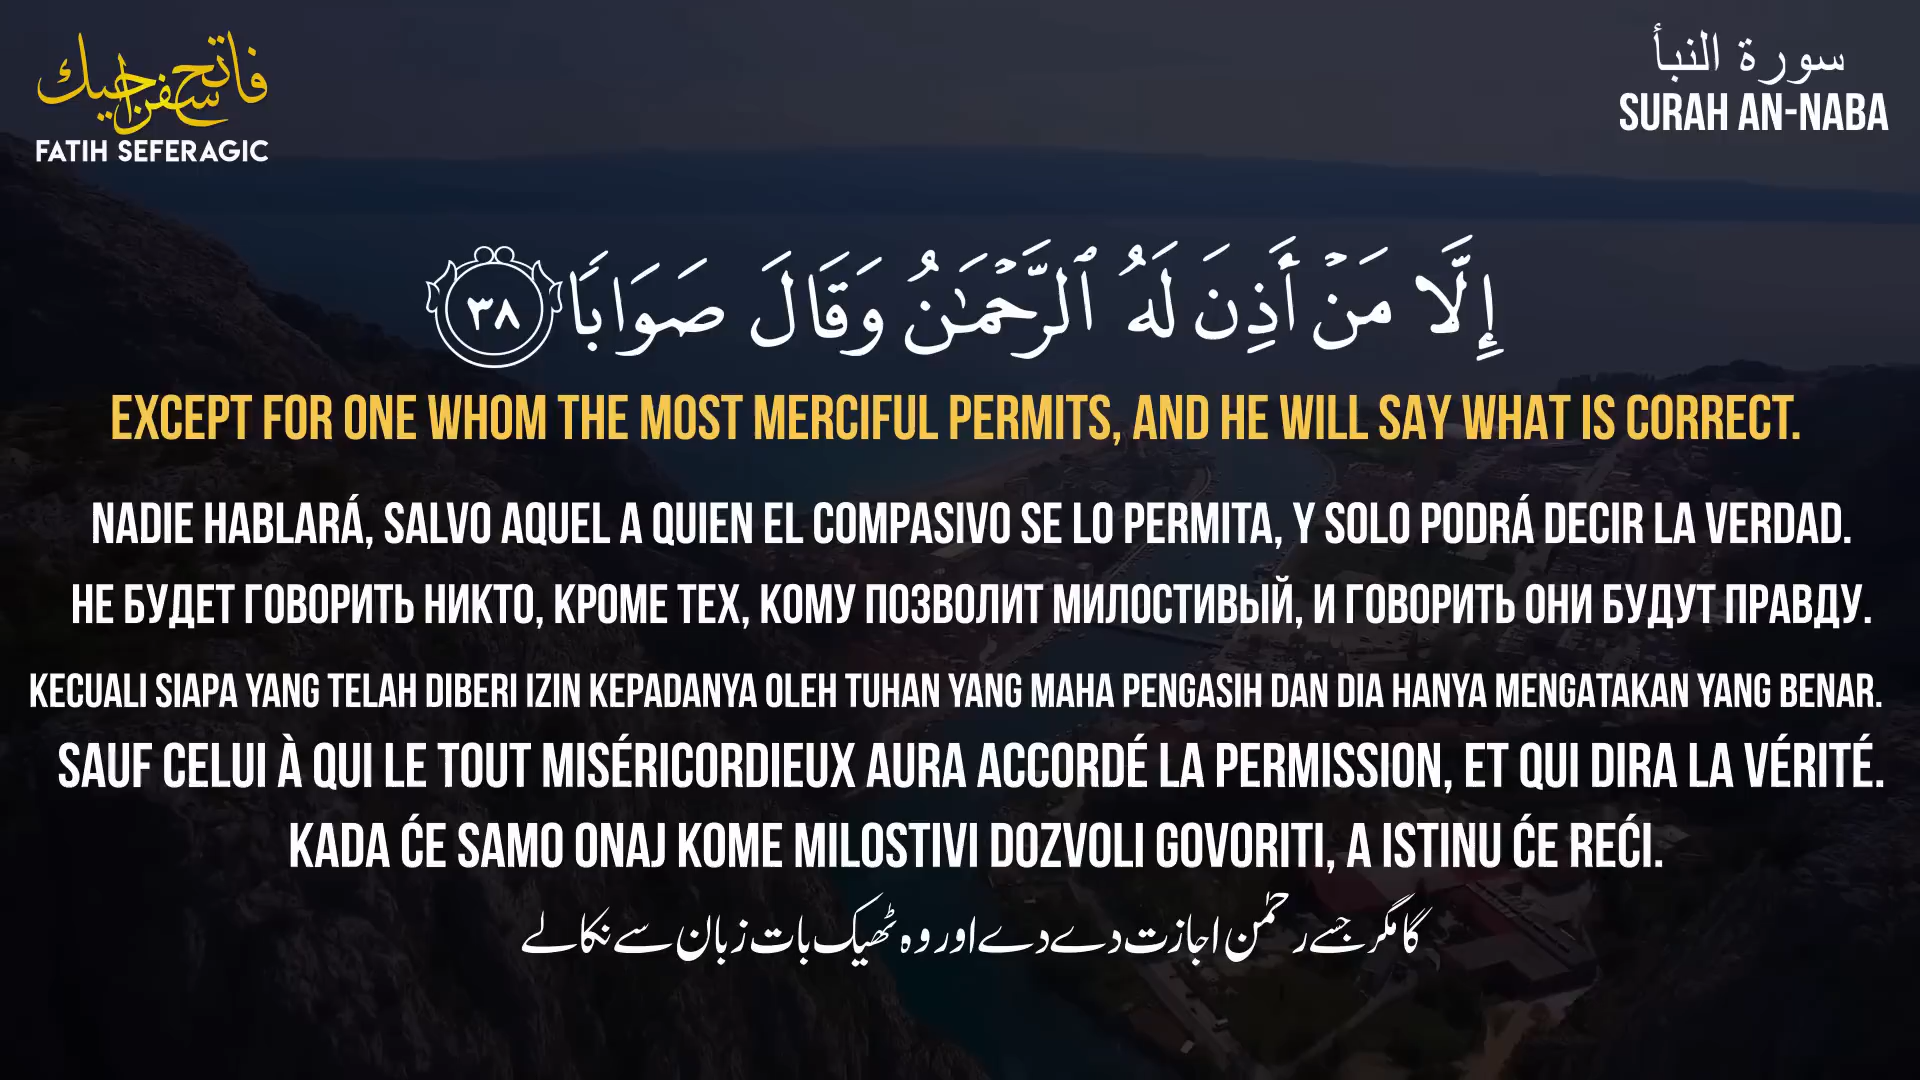 فاتح سفراجيك
FATIH SEFERAGIC
سورة النبأ
SURAH AN-NABA
إِلَّا مَنْ أَذِنَ لَهُ ٱلرَّحْمَـٰنُ وَقَالَ صَوَابًا ٣٨
EXCEPT FOR ONE WHOM THE MOST MERCIFUL PERMITS, AND HE WILL SAY WHAT IS CORRECT.
NADIE HABLARÁ, SALVO AQUEL A QUIEN EL COMPASIVO SE LO PERMITA, Y SOLO PODRÁ DECIR LA VERDAD.
НЕ БУДЕТ ГОВОРИТЬ НИКТО, КРОМЕ ТЕХ, КОМУ ПОЗВОЛИТ МИЛОСТИВЫЙ, И ГОВОРИТЬ ОНИ БУДУТ ПРАВДУ.
KECUALI SIAPA YANG TELAH DIBERI IZIN KEPADANYA OLEH TUHAN YANG MAHA PENGASIH DAN DIA HANYA MENGATAKAN YANG BENAR.
SAUF CELUI À QUI LE TOUT MISÉRICORDIEUX AURA ACCORDÉ LA PERMISSION, ET QUI DIRA LA VÉRITÉ.
KADA ĆE SAMO ONAJ KOME MILOSTIVI DOZVOLI GOVORITI, A ISTINU ĆE REĆI.
گا مگر جسے رحمٰن اجازت دے دے اور وہ ٹھیک بات زبان سے نکالے